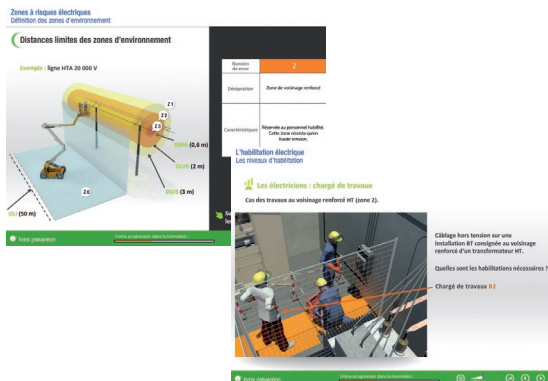 Zones à risques électriques
Définition des zones d'environnement
Distances limites des zones d'environnement
Exemple : ligne HTA 20 000 V
Z1
Z2
Z3
DMA (0,6 m)
DLVR (2 m)
DLVS (3 m)
Z0
DLI (50 m)
Numéro de zone
2
Désignation
Zone de voisinage renforcé
Caractéristiques
Réservée au personnel habilité.
Cette zone n'existe qu'en
haute tension.
Forma prévention
Votre progression dans la formation :
L'habilitation électrique
Les niveaux d'habilitation
Les électriciens : chargé de travaux
Cas des travaux au voisinage renforcé HT (zone 2).
Câblage hors tension sur une
installation BT consignée au voisinage
renforcé d'un transformateur HT.
Quelles sont les habilitations nécessaires ?
Chargé de travaux B2
Forma prévention
Votre progression dans la formation :